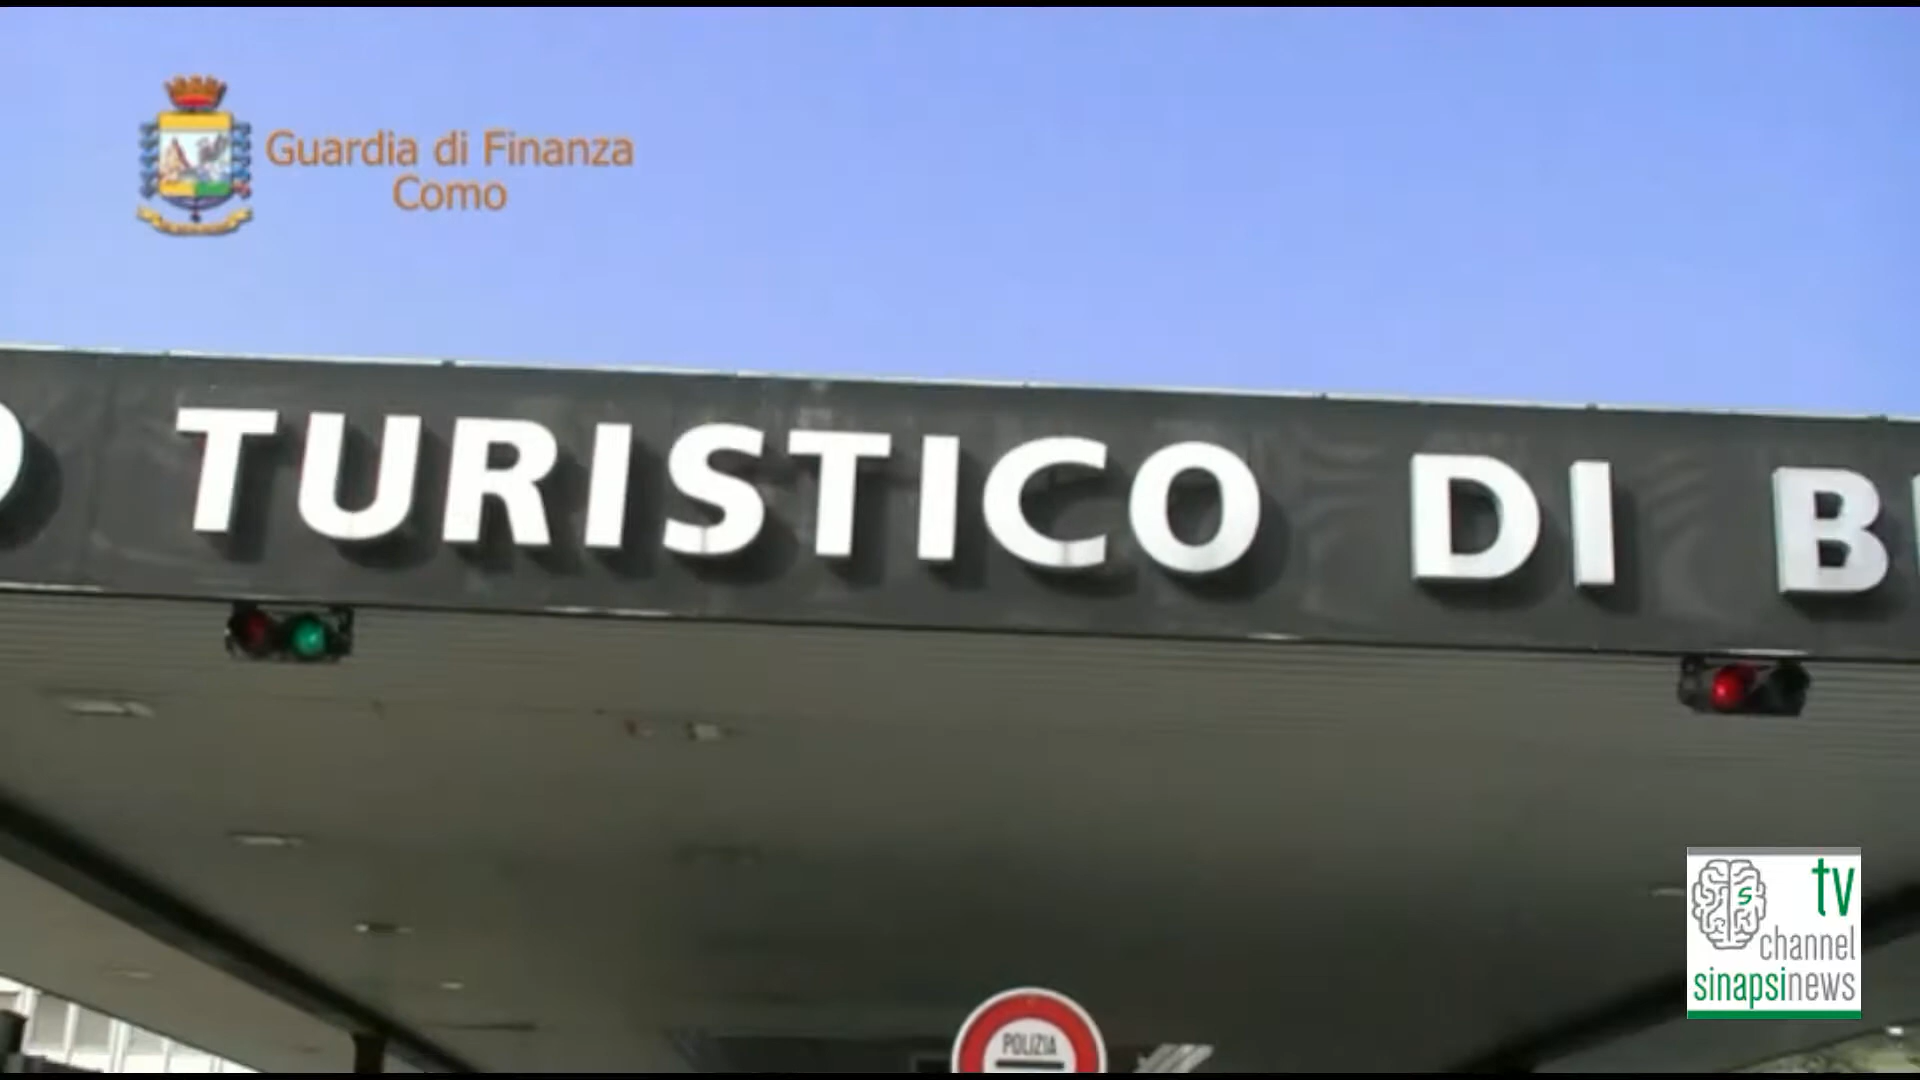 Guardia di Finanza
Como
TURISTICO DI B
POLIZIA
tv
channel
sinapsinews